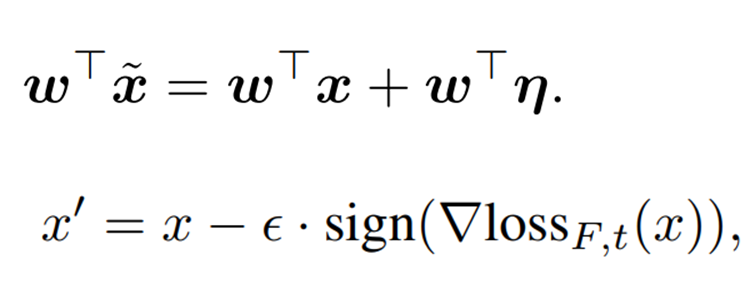 w⊤x̃ = w⊤x + w⊤η.
x′ = x − ϵ · sign(∇loss_{F,t}(x)),